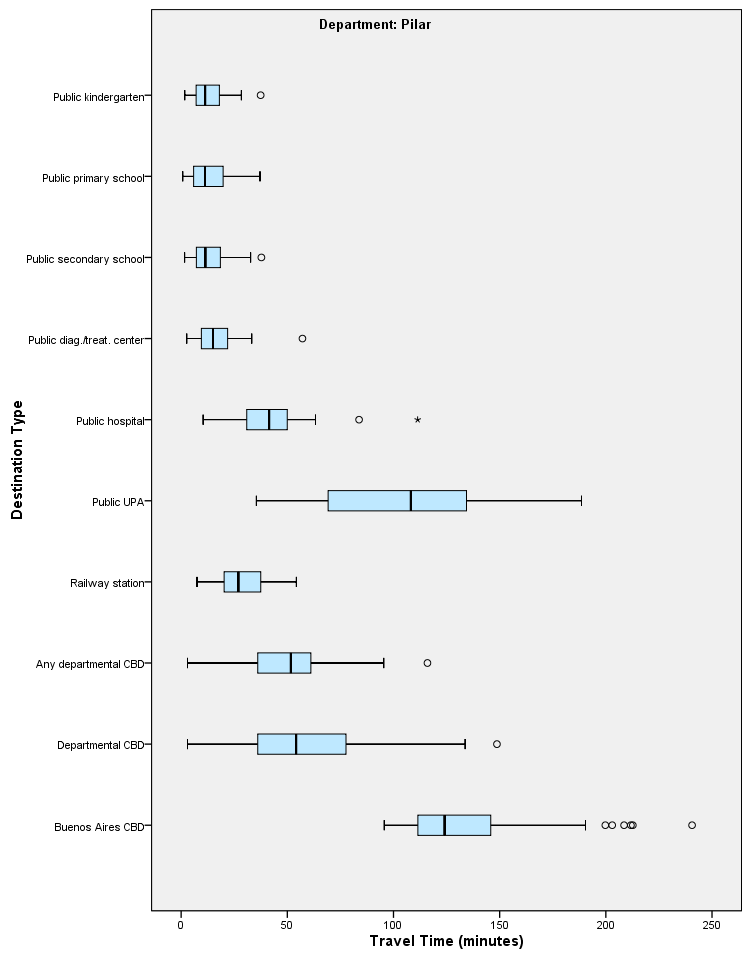 Department: Pilar
Public kindergarten
Public primary school
Public secondary school
Public diag./treat. center
Public hospital
Public UPA
Railway station
Any departmental CBD
Departmental CBD
Buenos Aires CBD
Destination Type
0 50 100 150 200 250
Travel Time (minutes)